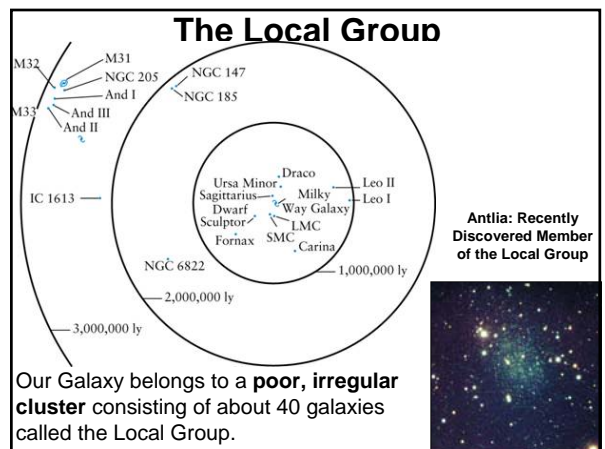 The Local Group
M32
M31
NGC 205
And I
M33
And III
And II
NGC 147
NGC 185
IC 1613
Draco
Ursa Minor
Leo II
Sagittarius
Milky
Way Galaxy
Leo I
Dwarf
Sculptor
LMC
SMC
Fornax
Carina
NGC 6822
1,000,000 ly
2,000,000 ly
3,000,000 ly
Antlia: Recently
Discovered Member
of the Local Group
Our Galaxy belongs to a poor, irregular
cluster consisting of about 40 galaxies
called the Local Group.